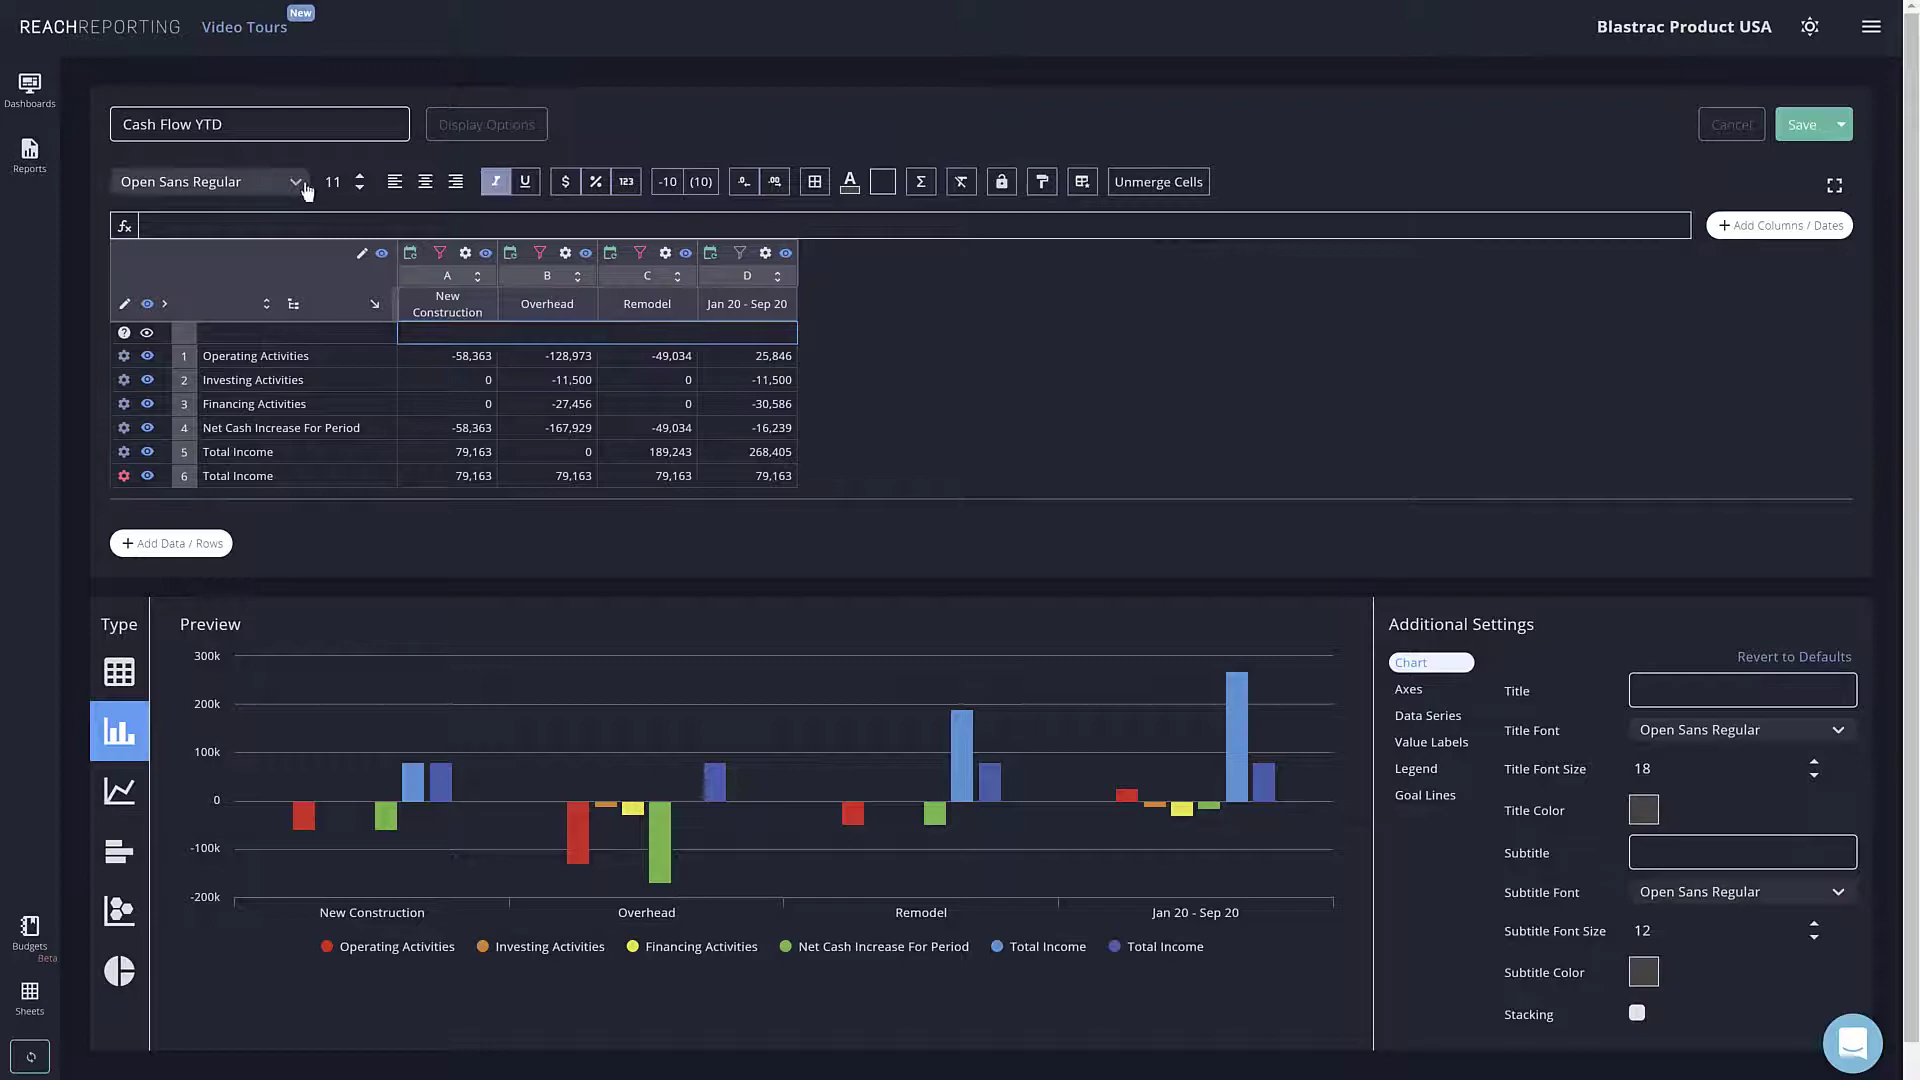 REACHREPORTING Video Tours New Blastrac Product USA
Dashboards
Reports
Cash Flow YTD Display Options Cancel Save
Open Sans Regular 11 I U $ % 123 -10 (10) .0 .00 A Σ Unmerge Cells
fx + Add Columns / Dates
A B C D
New Construction Overhead Remodel Jan 20 - Sep 20
1 Operating Activities -58,363 -128,973 -49,034 25,846
2 Investing Activities 0 -11,500 0 -11,500
3 Financing Activities 0 -27,456 0 -30,586
4 Net Cash Increase For Period -58,363 -167,929 -49,034 -16,239
5 Total Income 79,163 0 189,243 268,405
6 Total Income 79,163 79,163 79,163 79,163
+ Add Data / Rows
Type Preview
300k
200k
100k
0
-100k
-200k
New Construction Overhead Remodel Jan 20 - Sep 20
Operating Activities Investing Activities Financing Activities Net Cash Increase For Period Total Income Total Income
Additional Settings
Revert to Defaults
Chart
Axes
Data Series
Value Labels
Legend
Goal Lines
Title
Title Font Open Sans Regular
Title Font Size 18
Title Color
Subtitle
Subtitle Font Open Sans Regular
Subtitle Font Size 12
Subtitle Color
Stacking
Budgets
Beta
Sheets